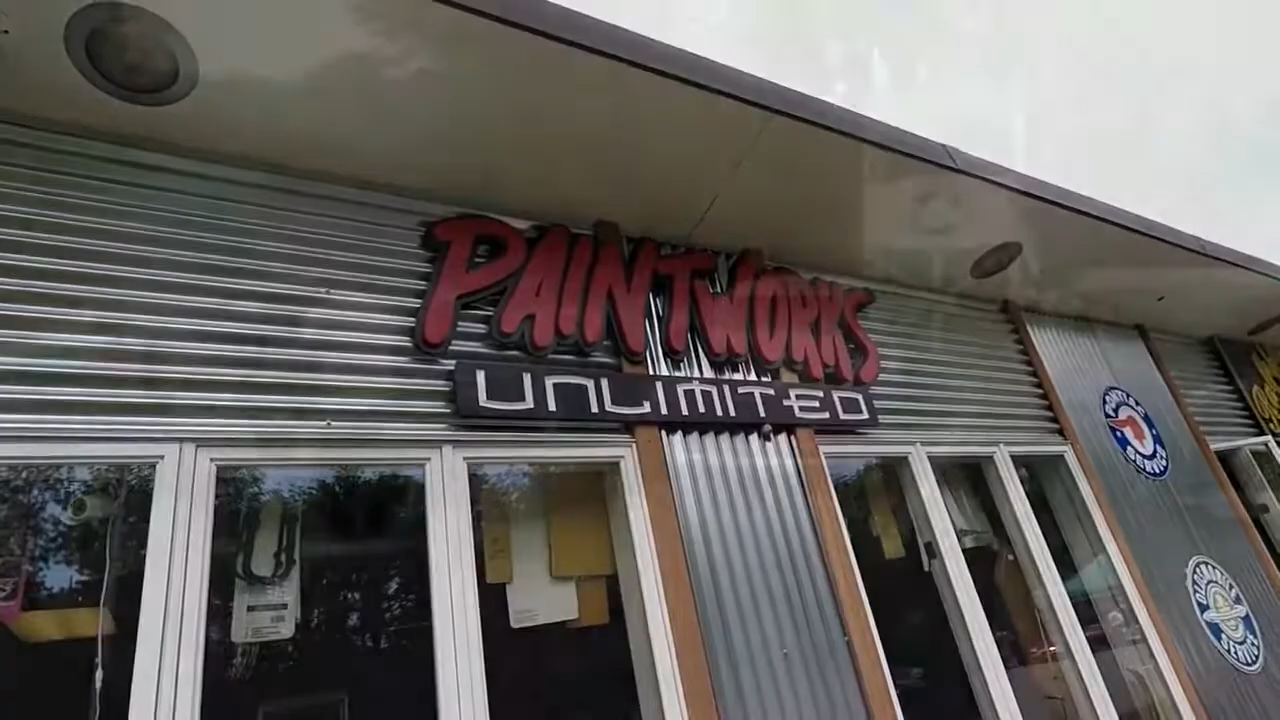 PAINTWORKS
UNLIMITED
PONTIAC
SERVICE
OLDSMOBILE
SERVICE